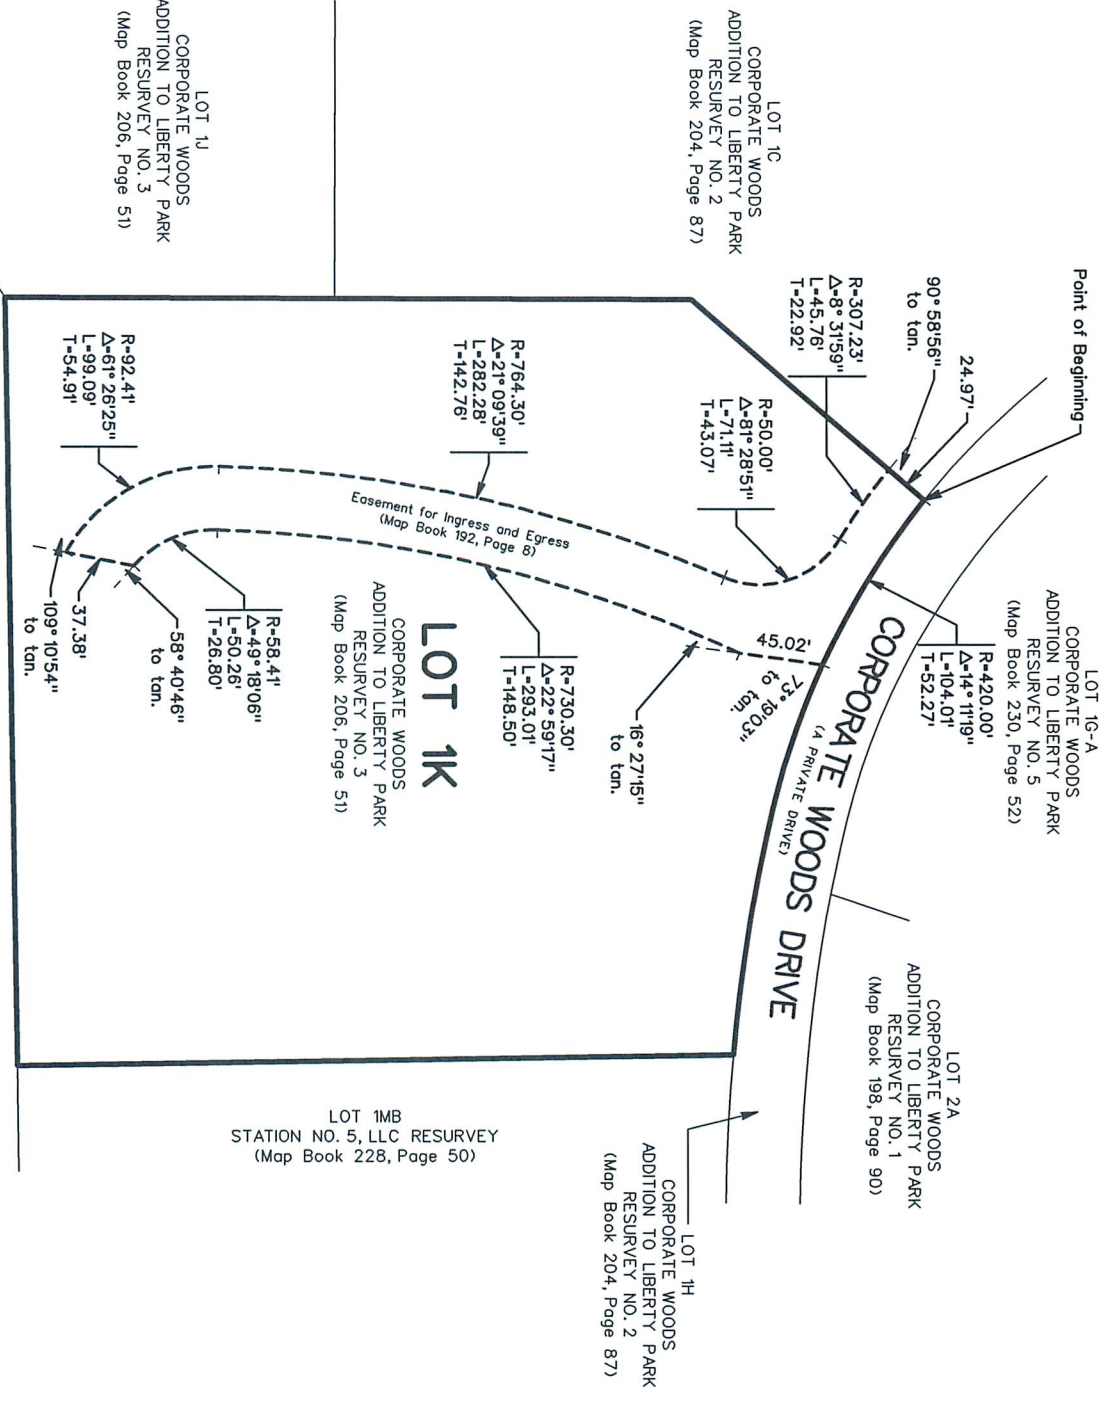 LOT 1J
CORPORATE WOODS
ADDITION TO LIBERTY PARK
RESURVEY NO. 3
(Map Book 206, Page 51)
LOT 1C
CORPORATE WOODS
ADDITION TO LIBERTY PARK
RESURVEY NO. 2
(Map Book 204, Page 87)
Point of Beginning
24.97'
90° 58'56"
to tan.
R=307.23'
Δ=8° 31'59"
L=45.76'
T=22.92'
R=50.00'
Δ=81° 28'51"
L=71.11'
T=43.07'
R=764.30'
Δ=21° 09'39"
L=282.28'
T=142.76'
R=92.41'
Δ=61° 26'25"
L=99.09'
T=54.91'
Easement for Ingress and Egress
(Map Book 192, Page 8)
109° 10'54"
to tan.
37.38'
58° 40'46"
to tan.
R=58.41'
Δ=49° 18'06"
L=50.26'
T=26.80'
LOT 1K
CORPORATE WOODS
ADDITION TO LIBERTY PARK
RESURVEY NO. 3
(Map Book 206, Page 51)
R=730.30'
Δ=22° 59'17"
L=293.01'
T=148.50'
16° 27'15"
to tan.
45.02'
73° 19'03"
to tan.
R=420.00'
Δ=14° 11'19"
L=104.01'
T=52.27'
CORPORATE WOODS DRIVE
(A PRIVATE DRIVE)
LOT 1G-A
CORPORATE WOODS
ADDITION TO LIBERTY PARK
RESURVEY NO. 5
(Map Book 230, Page 52)
LOT 2A
CORPORATE WOODS
ADDITION TO LIBERTY PARK
RESURVEY NO. 1
(Map Book 198, Page 90)
LOT 1H
CORPORATE WOODS
ADDITION TO LIBERTY PARK
RESURVEY NO. 2
(Map Book 204, Page 87)
LOT 1MB
STATION NO. 5, LLC RESURVEY
(Map Book 228, Page 50)